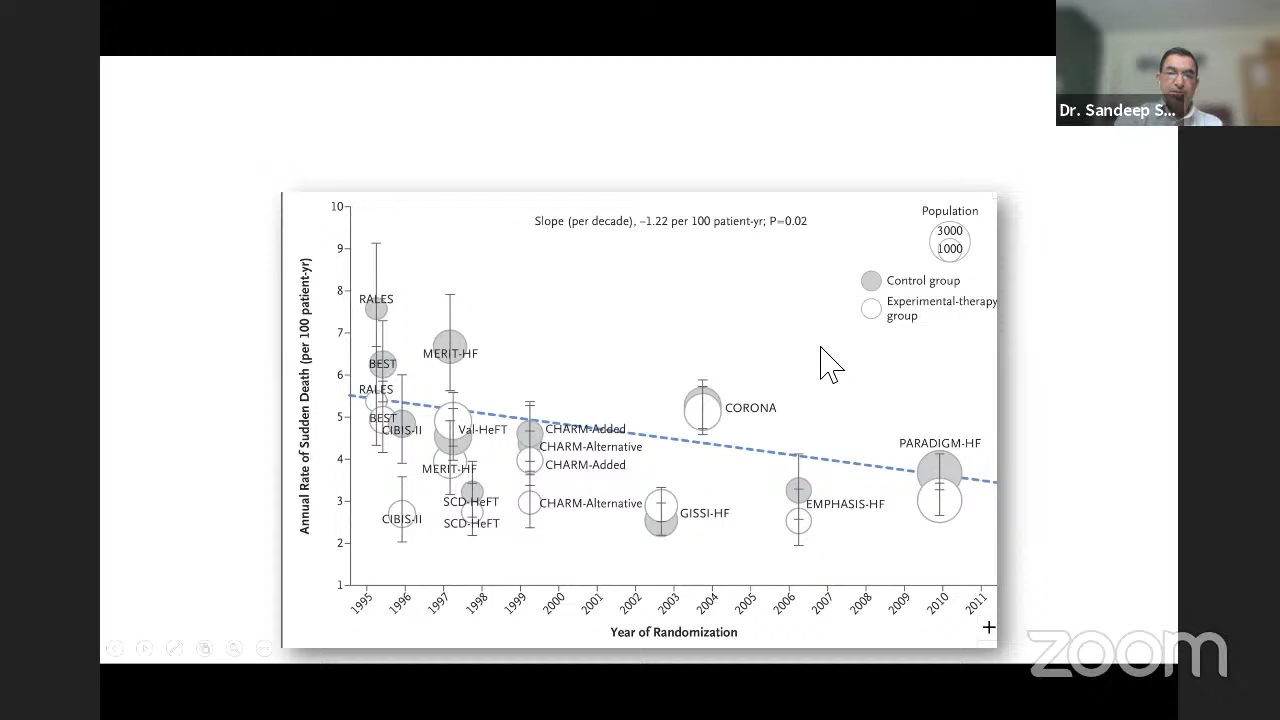 Dr. Sandeep S...
10
Slope (per decade), –1.22 per 100 patient-yr; P=0.02
Population
3000
1000
9
Control group
Experimental-therapy
group
8
RALES
7
MERIT-HF
BEST
6
RALES
5
BEST
CIBIS-II
Val-HeFT
CHARM-Added
CORONA
CHARM-Alternative
PARADIGM-HF
4
MERIT-HF
CHARM-Added
3
SCD-HeFT
CHARM-Alternative
EMPHASIS-HF
GISSI-HF
CIBIS-II
SCD-HeFT
2
1
Annual Rate of Sudden Death (per 100 patient-yr)
1995 1996 1997 1998 1999 2000 2001 2002 2003 2004 2005 2006 2007 2008 2009 2010 2011
Year of Randomization
zoom